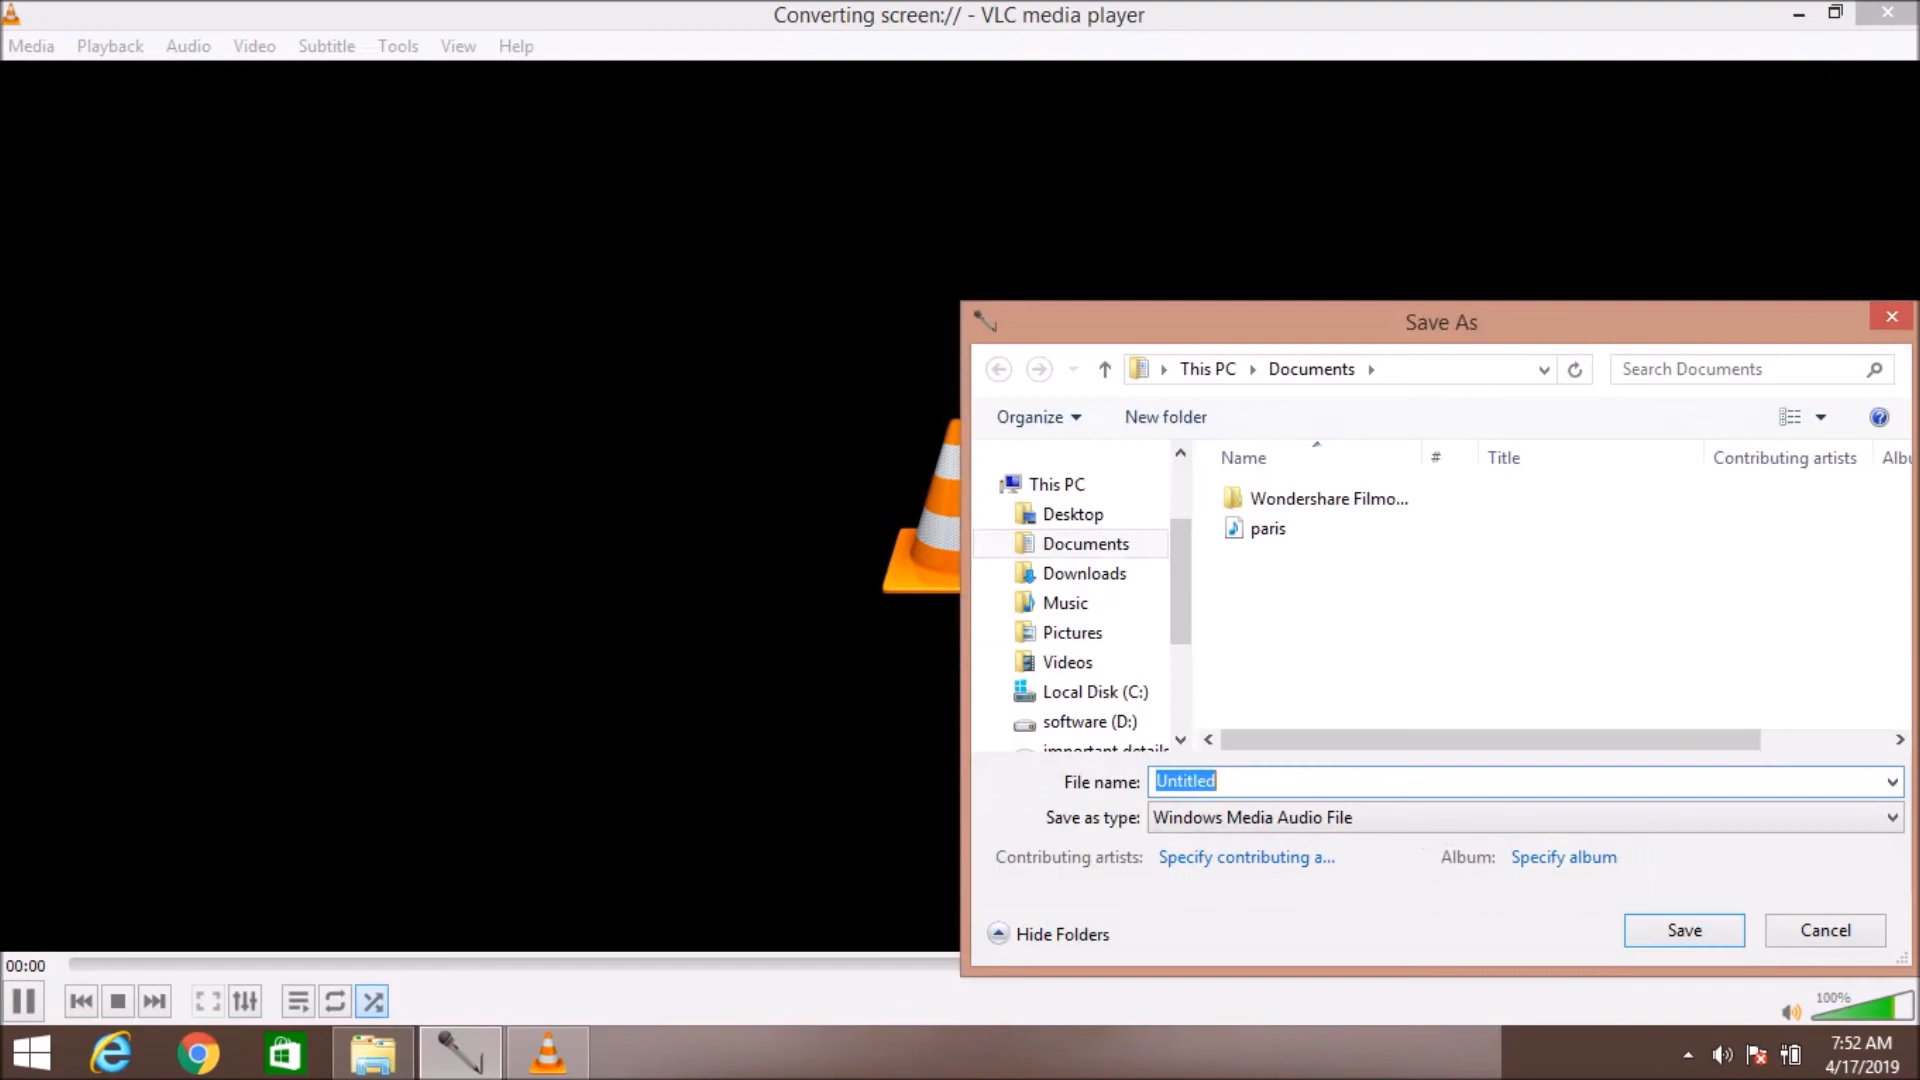 Converting screen:// - VLC media player
Media Playback Audio Video Subtitle Tools View Help
Save As
This PC Documents
Search Documents
Organize New folder
Name # Title Contributing artists Albu
This PC
Desktop
Documents
Downloads
Music
Pictures
Videos
Local Disk (C:)
software (D:)
important details
Wondershare Filmo...
paris
File name: Untitled
Save as type: Windows Media Audio File
Contributing artists: Specify contributing a... Album: Specify album
Hide Folders
Save Cancel
00:00
100%
7:52 AM
4/17/2019